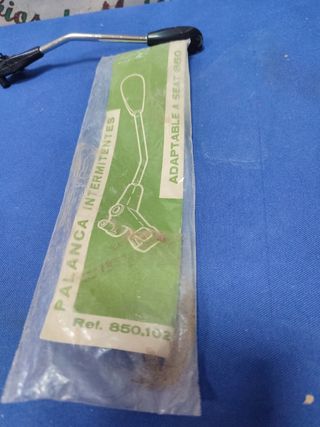 PALANCA INTERMITENTES
ADAPTABLE A SEAT 850
Ref. 850.102